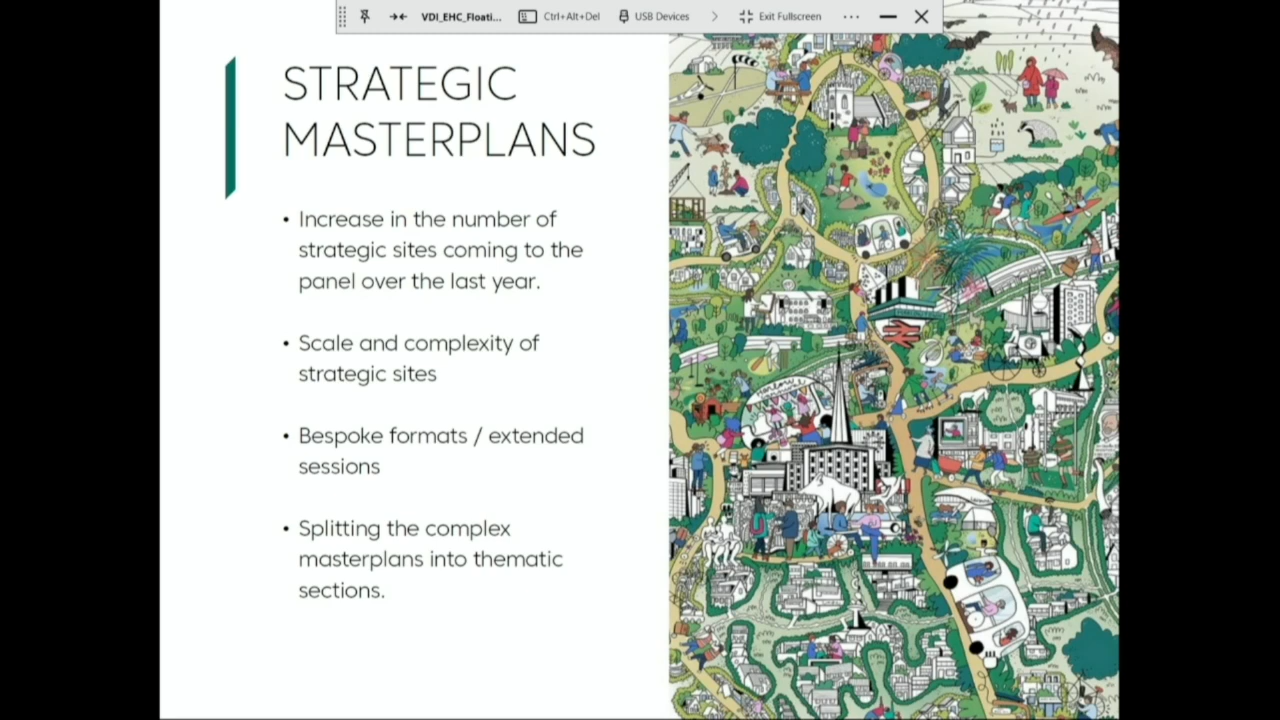 VDI_EHC_Floati...
Ctrl+Alt+Del
USB Devices
Exit Fullscreen
STRATEGIC
MASTERPLANS
• Increase in the number of
strategic sites coming to the
panel over the last year.
• Scale and complexity of
strategic sites
• Bespoke formats / extended
sessions
• Splitting the complex
masterplans into thematic
sections.